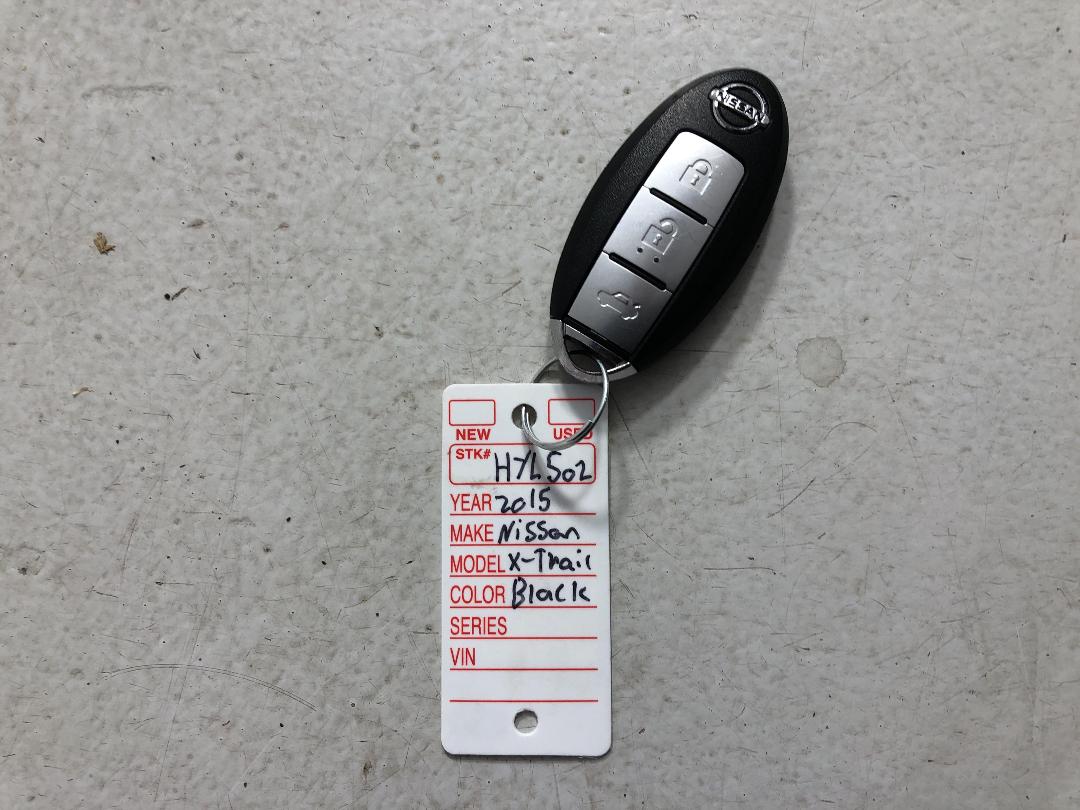 NISSAN
NEW USED
STK# HYL502
YEAR 2015
MAKE Nissan
MODEL X-Trail
COLOR Black
SERIES
VIN